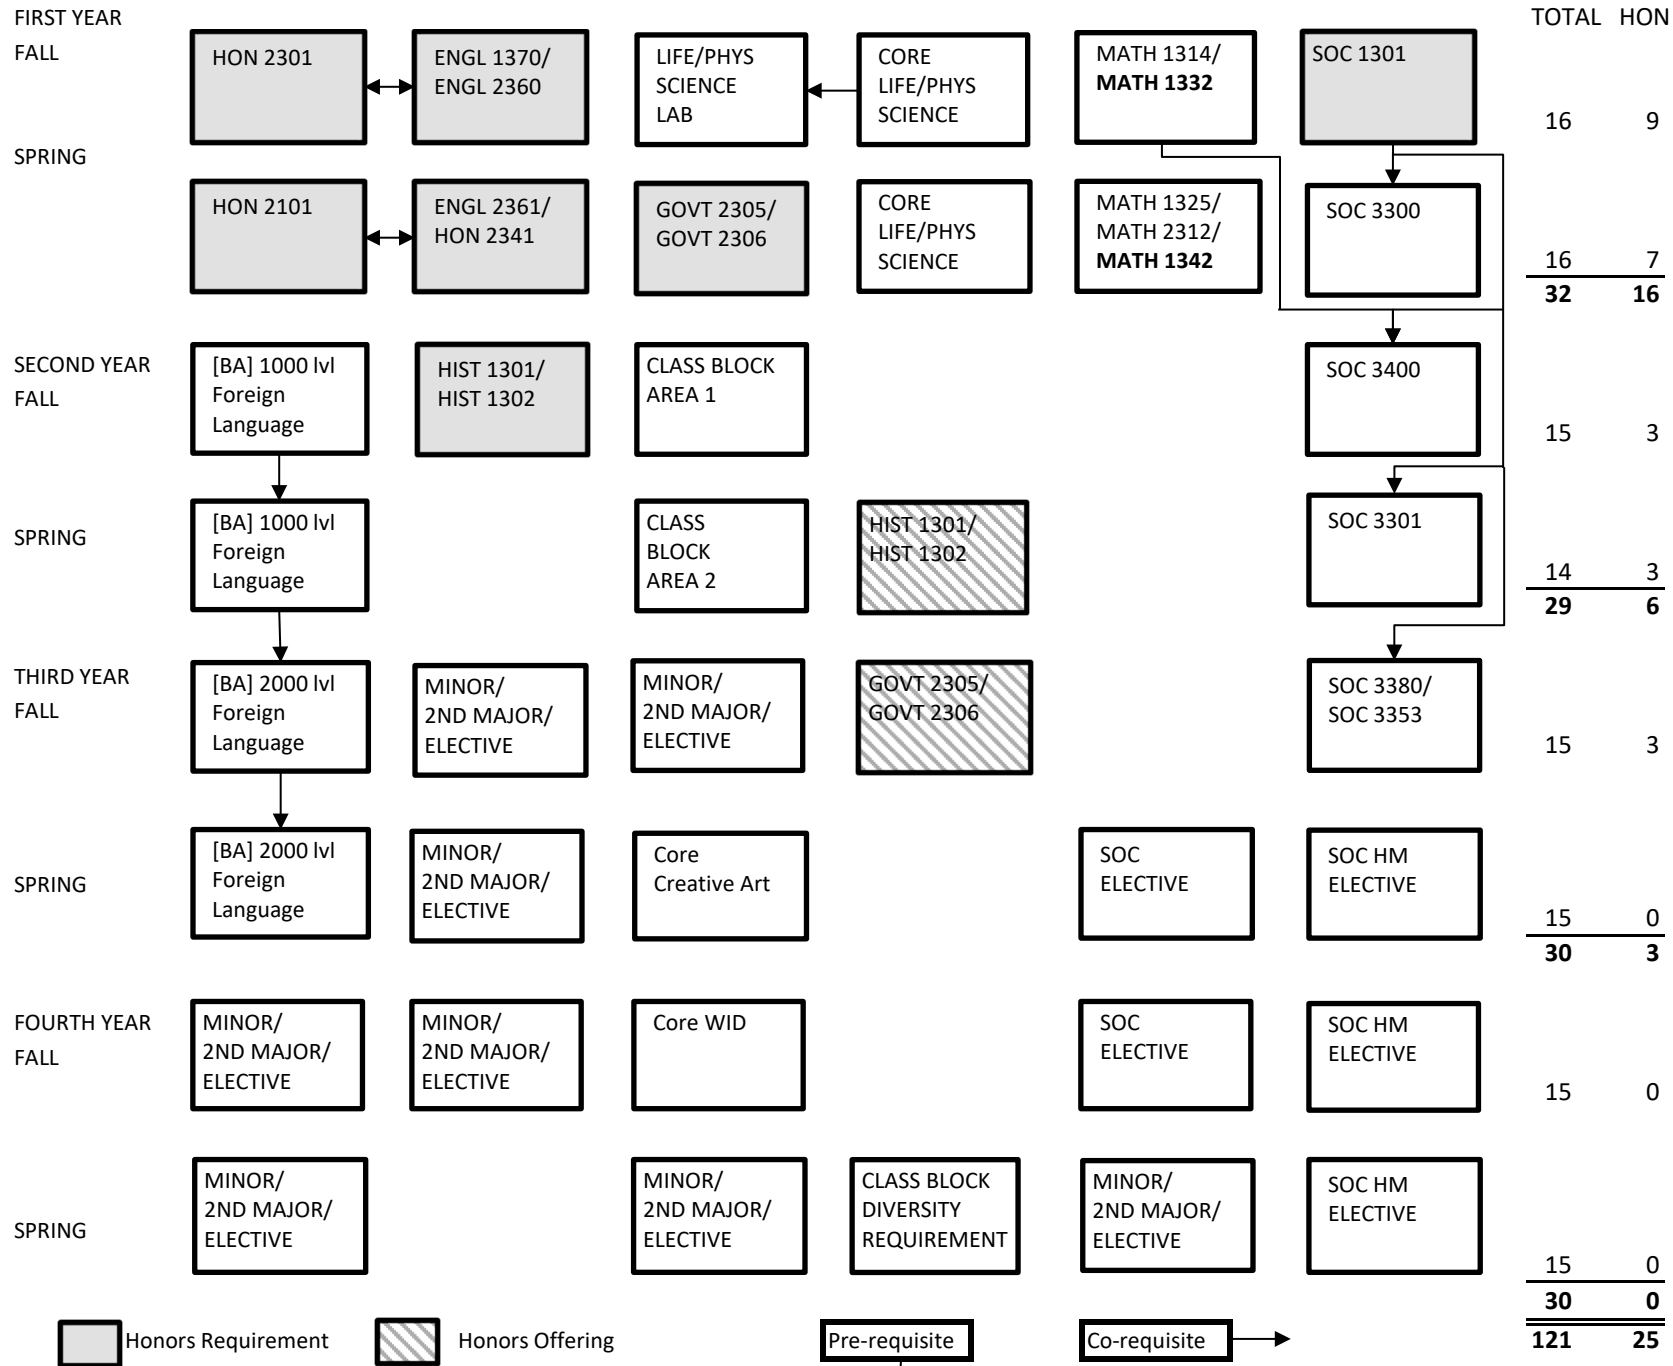 FIRST YEAR
TOTAL HON
FALL
HON 2301
ENGL 1370/
ENGL 2360
LIFE/PHYS
SCIENCE
LAB
CORE
LIFE/PHYS
SCIENCE
MATH 1314/
MATH 1332
SOC 1301
16 9
SPRING
HON 2101
ENGL 2361/
HON 2341
GOVT 2305/
GOVT 2306
CORE
LIFE/PHYS
SCIENCE
MATH 1325/
MATH 2312/
MATH 1342
SOC 3300
16 7
32 16
SECOND YEAR
FALL
[BA] 1000 lvl
Foreign
Language
HIST 1301/
HIST 1302
CLASS BLOCK
AREA 1
SOC 3400
15 3
SPRING
[BA] 1000 lvl
Foreign
Language
CLASS
BLOCK
AREA 2
HIST 1301/
HIST 1302
SOC 3301
14 3
29 6
THIRD YEAR
FALL
[BA] 2000 lvl
Foreign
Language
MINOR/
2ND MAJOR/
ELECTIVE
MINOR/
2ND MAJOR/
ELECTIVE
GOVT 2305/
GOVT 2306
SOC 3380/
SOC 3353
15 3
SPRING
[BA] 2000 lvl
Foreign
Language
MINOR/
2ND MAJOR/
ELECTIVE
Core
Creative Art
SOC
ELECTIVE
SOC HM
ELECTIVE
15 0
30 3
FOURTH YEAR
FALL
MINOR/
2ND MAJOR/
ELECTIVE
MINOR/
2ND MAJOR/
ELECTIVE
Core WID
SOC
ELECTIVE
SOC HM
ELECTIVE
15 0
SPRING
MINOR/
2ND MAJOR/
ELECTIVE
MINOR/
2ND MAJOR/
ELECTIVE
CLASS BLOCK
DIVERSITY
REQUIREMENT
MINOR/
2ND MAJOR/
ELECTIVE
SOC HM
ELECTIVE
15 0
30 0
121 25
Honors Requirement
Honors Offering
Pre-requisite
Co-requisite